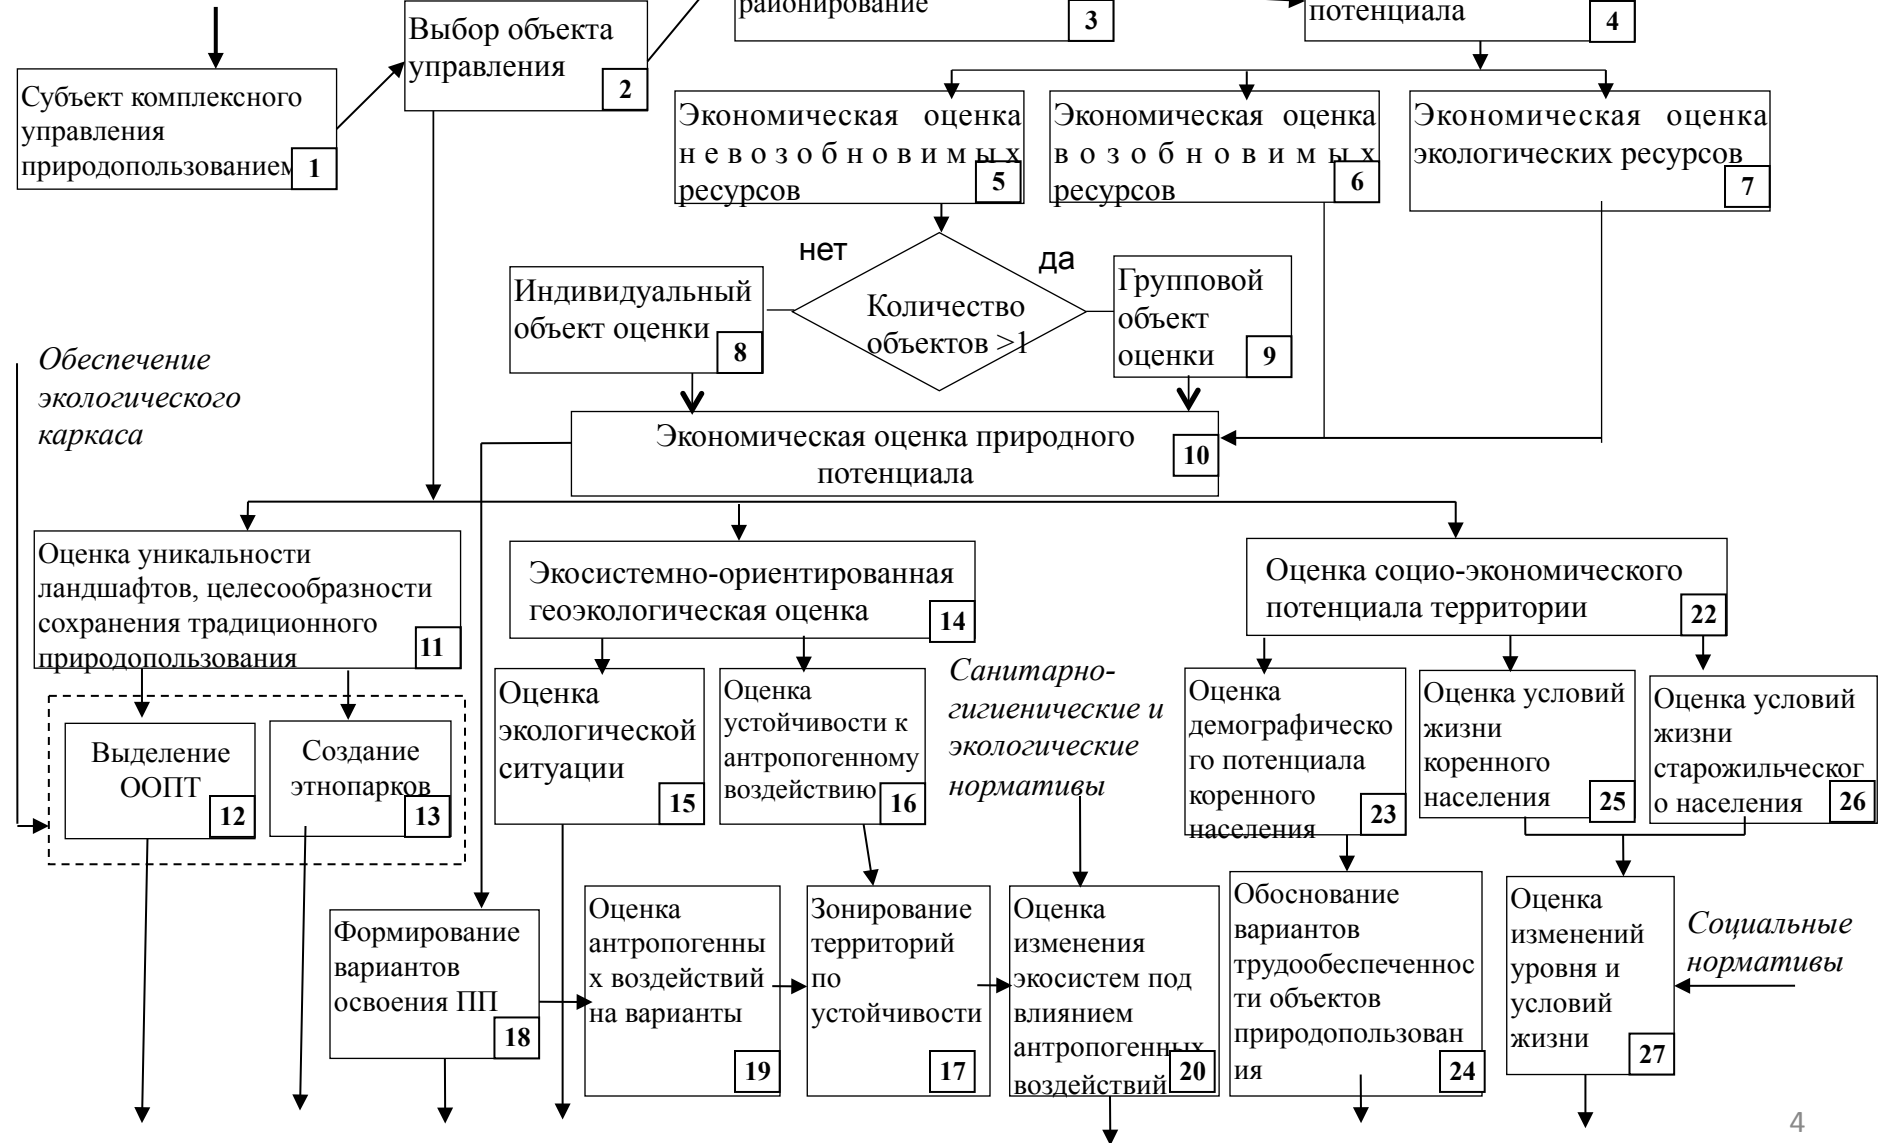 Субъект комплексного
управления
природопользованием
1
Выбор объекта
управления
2
районирование
3
потенциала
4
Экономическая оценка
невозобновимых
ресурсов
5
Экономическая оценка
возобновимых
ресурсов
6
Экономическая оценка
экологических ресурсов
7
нет
да
Количество
объектов >1
Индивидуальный
объект оценки
8
Групповой
объект
оценки
9
Обеспечение
экологического
каркаса
Экономическая оценка природного
потенциала
10
Оценка уникальности
ландшафтов, целесообразности
сохранения традиционного
природопользования
11
Экосистемно-ориентированная
геоэкологическая оценка
14
Оценка социо-экономического
потенциала территории
22
Выделение
ООПТ
12
Создание
этнопарков
13
Оценка
экологической
ситуации
15
Оценка
устойчивости к
антропогенному
воздействию
16
Санитарно-
гигиенические и
экологические
нормативы
Оценка
демографическо
го потенциала
коренного
населения
23
Оценка условий
жизни
коренного
населения
25
Оценка условий
жизни
старожильческог
о населения
26
Формирование
вариантов
освоения ПП
18
Оценка
антропогенны
х воздействий
на варианты
19
Зонирование
территорий
по
устойчивости
17
Оценка
изменения
экосистем под
влиянием
антропогенных
воздействий
20
Обоснование
вариантов
трудообеспеченнос
ти объектов
природопользован
ия
24
Оценка
изменений
уровня и
условий
жизни
27
Социальные
нормативы
4